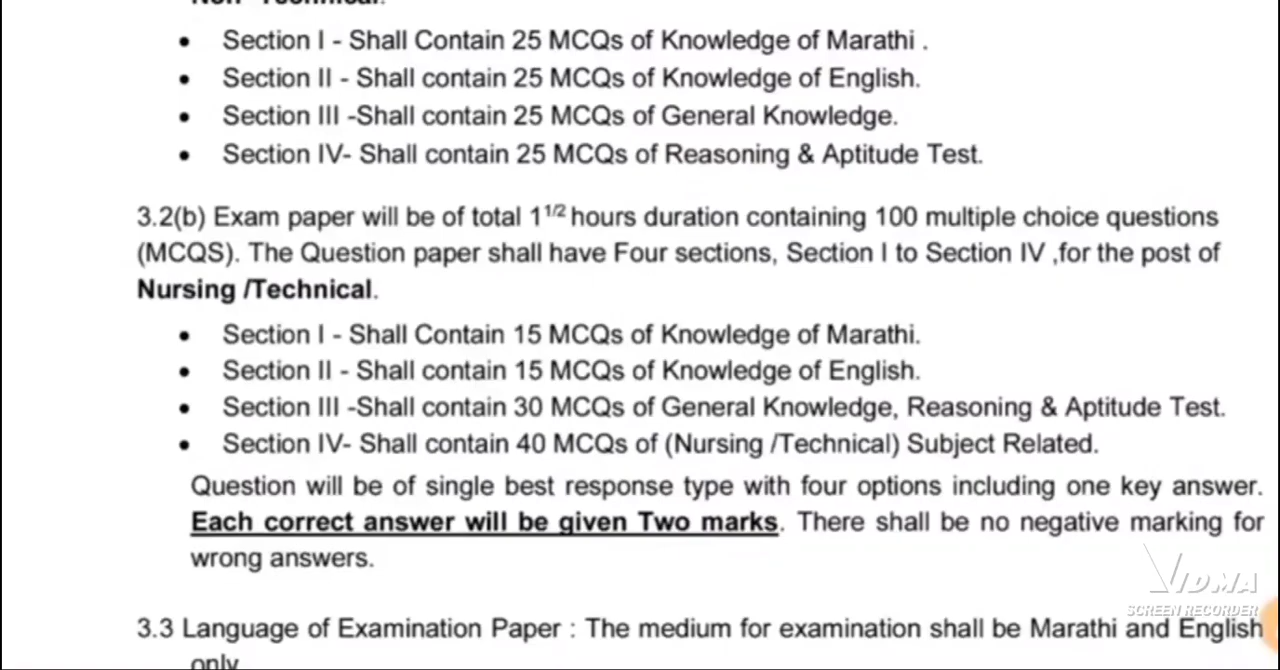 Non- Technical.
• Section I - Shall Contain 25 MCQs of Knowledge of Marathi .
• Section II - Shall contain 25 MCQs of Knowledge of English.
• Section III -Shall contain 25 MCQs of General Knowledge.
• Section IV- Shall contain 25 MCQs of Reasoning & Aptitude Test.
3.2(b) Exam paper will be of total 1¹/² hours duration containing 100 multiple choice questions
(MCQS). The Question paper shall have Four sections, Section I to Section IV ,for the post of
Nursing /Technical.
• Section I - Shall Contain 15 MCQs of Knowledge of Marathi.
• Section II - Shall contain 15 MCQs of Knowledge of English.
• Section III -Shall contain 30 MCQs of General Knowledge, Reasoning & Aptitude Test.
• Section IV- Shall contain 40 MCQs of (Nursing /Technical) Subject Related.
Question will be of single best response type with four options including one key answer.
Each correct answer will be given Two marks. There shall be no negative marking for
wrong answers.
VIDMA
SCREEN RECORDER
3.3 Language of Examination Paper : The medium for examination shall be Marathi and English
only